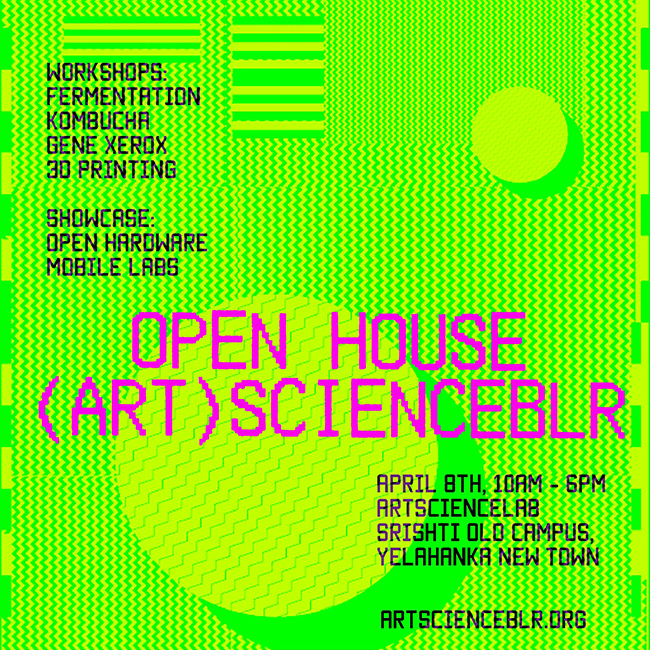 WORKSHOPS:
FERMENTATION
KOMBUCHA
GENE XEROX
3D PRINTING
SHOWCASE:
OPEN HARDWARE
MOBILE LABS
OPEN HOUSE
(ART)SCIENCEBLR
APRIL 8TH, 10AM - 6PM
ARTSCIENCELAB
SRISHTI OLD CAMPUS,
YELAHANKA NEW TOWN
ARTSCIENCEBLR.ORG